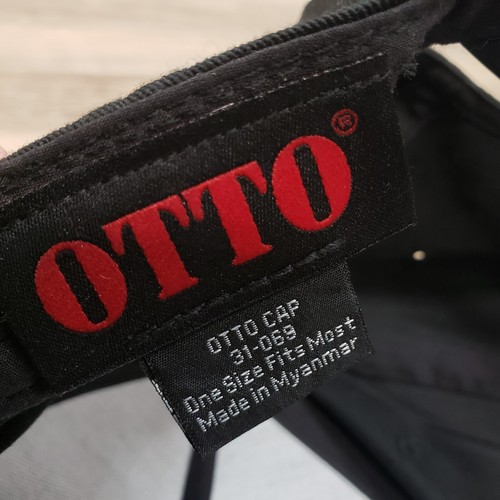 OTTO®
OTTO CAP
31-069
One Size Fits Most
Made in Myanmar